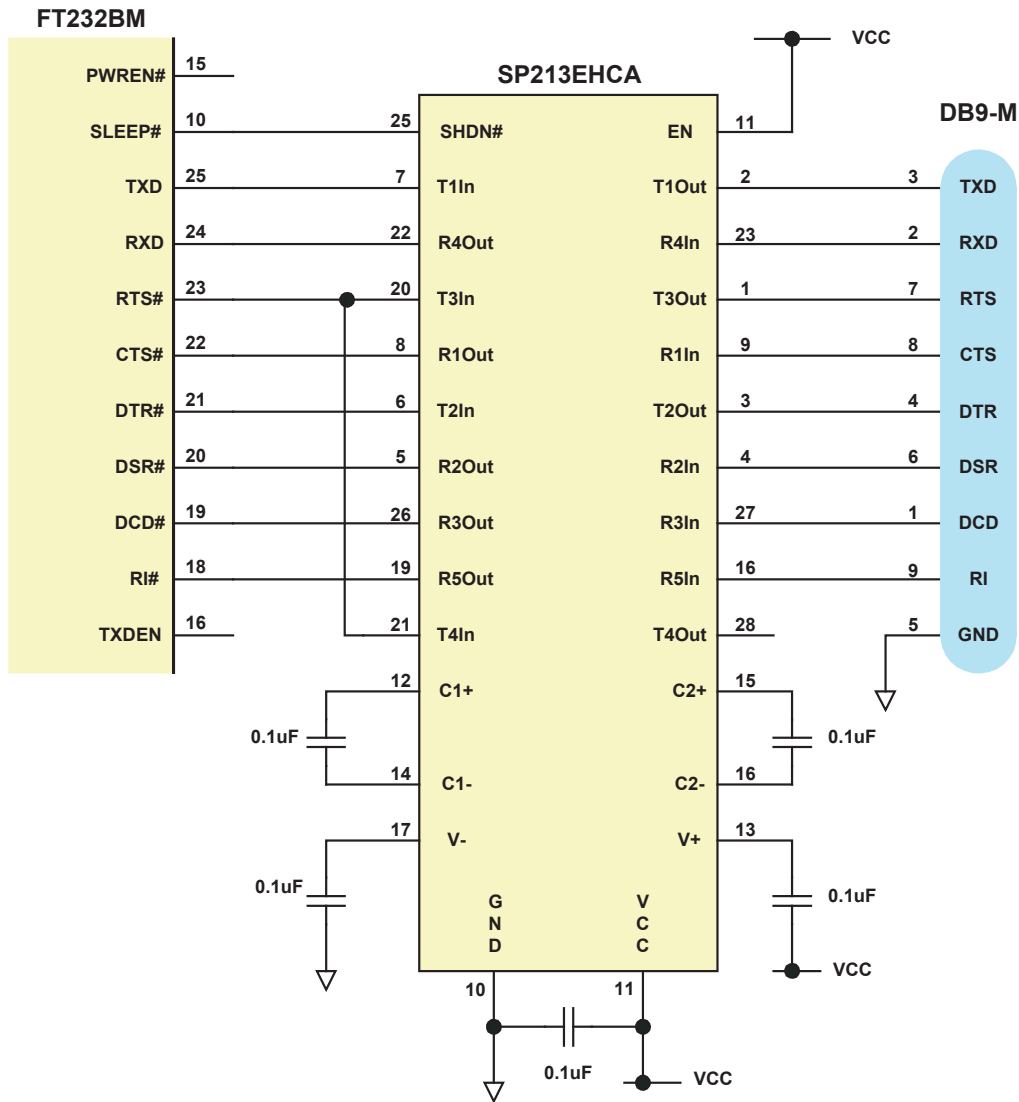 FT232BM
SP213EHCA
DB9-M
VCC
PWREN# 15
SLEEP# 10 25 SHDN# EN 11
TXD 25 7 T1In T1Out 2 3 TXD
RXD 24 22 R4Out R4In 23 2 RXD
RTS# 23 20 T3In T3Out 1 7 RTS
CTS# 22 8 R1Out R1In 9 8 CTS
DTR# 21 6 T2In T2Out 3 4 DTR
DSR# 20 5 R2Out R2In 4 6 DSR
DCD# 19 26 R3Out R3In 27 1 DCD
RI# 18 19 R5Out R5In 16 9 RI
TXDEN 16 21 T4In T4Out 28 5 GND
12 C1+ C2+ 15
0.1uF 0.1uF
14 C1- C2- 16
17 V- V+ 13
0.1uF 0.1uF
GND VCC
VCC
10 11
0.1uF
VCC